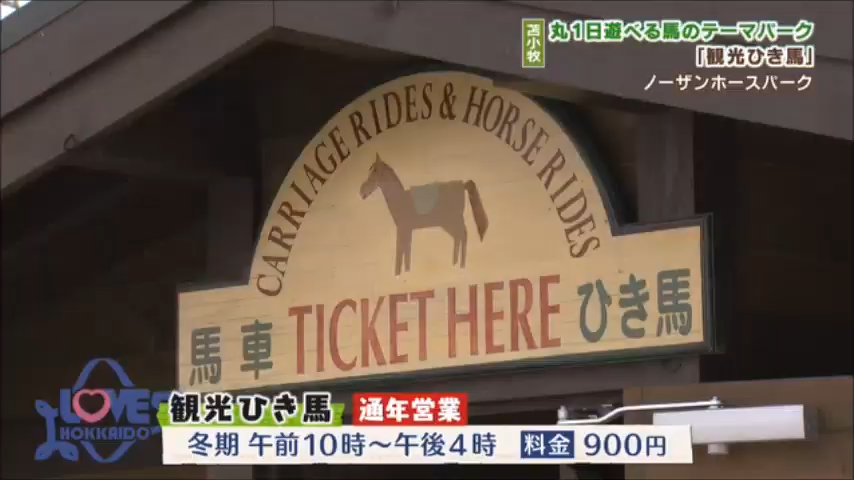 苫小牧
丸1日遊べる馬のテーマパーク
「観光ひき馬」
ノーザンホースパーク
CARRIAGE RIDES & HORSE RIDES
馬車 TICKET HERE ひき馬
LOVES
HOKKAIDO
観光ひき馬 通年営業
冬期 午前10時～午後4時 料金 900円